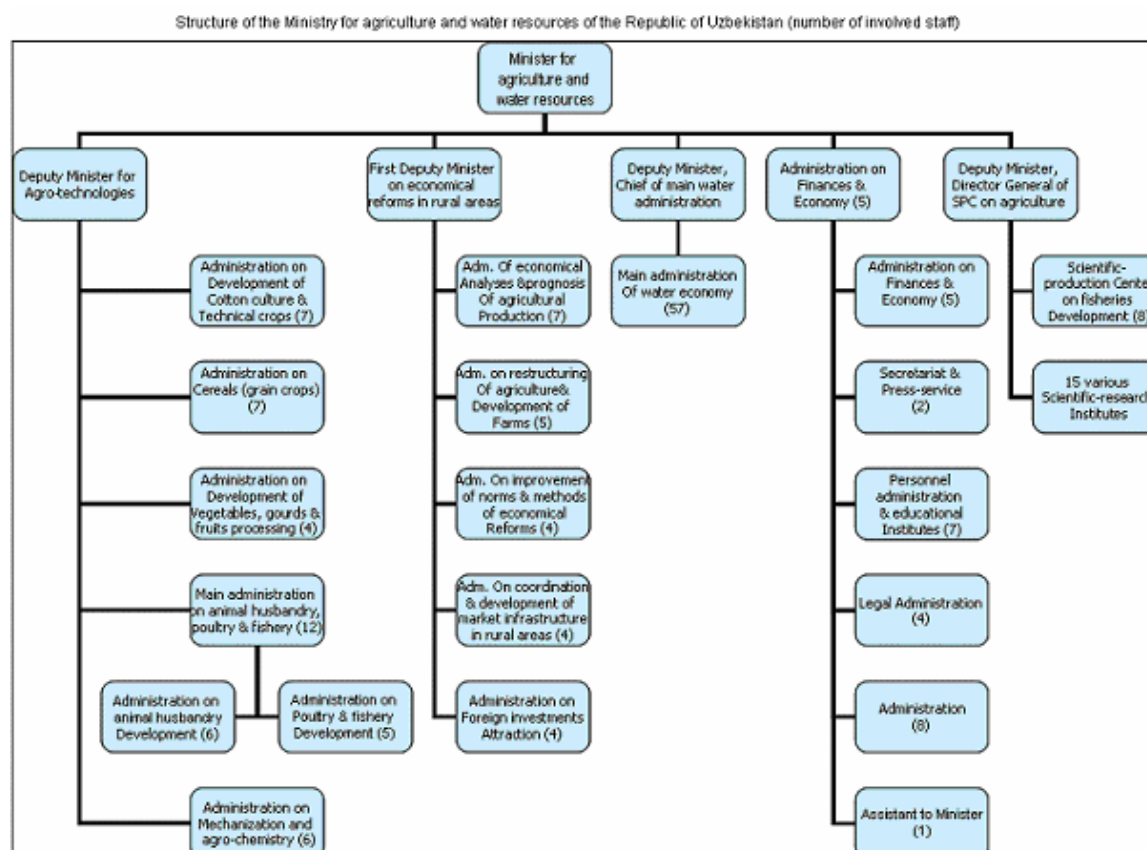 Structure of the Ministry for agriculture and water resources of the Republic of Uzbekistan (number of involved staff)
Minister for
agriculture and
water resources
Deputy Minister for
Agro-technologies
First Deputy Minister
on economical
reforms in rural areas
Deputy Minister,
Chief of main water
administration
Administration on
Finances &
Economy (5)
Deputy Minister,
Director General of
SPC on agriculture
Administration on
Development of
Cotton culture &
Technical crops (7)
Administration on
Cereals (grain crops)
(7)
Administration on
Development of
Vegetables, gourds &
fruits processing (4)
Main administration
on animal husbandry,
poultry & fishery (12)
Administration on
animal husbandry
Development (6)
Administration on
Poultry & fishery
Development (5)
Administration on
Mechanization and
agro-chemistry (6)
Adm. Of economical
Analyses &prognosis
Of agricultural
Production (7)
Adm. on restructuring
Of agriculture&
Development of
Farms (5)
Adm. On improvement
of norms & methods
of economical
Reforms (4)
Adm. On coordination
& development of
market infrastructure
in rural areas (4)
Administration on
Foreign investments
Attraction (4)
Main administration
Of water economy
(57)
Administration on
Finances &
Economy (5)
Secretariat &
Press-service
(2)
Personnel
administration
& educational
Institutes (7)
Legal Administration
(4)
Administration
(8)
Assistant to Minister
(1)
Scientific-
production Cente
on fisheries
Development (8)
15 various
Scientific-research
Institutes